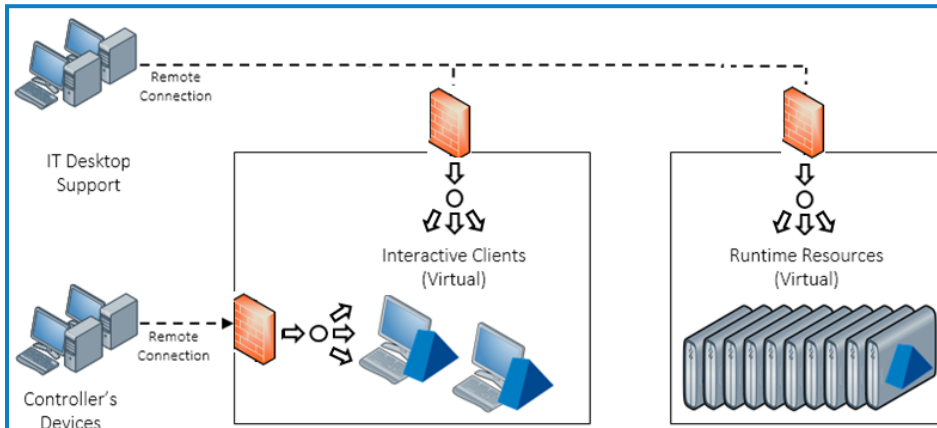 Remote
Connection
IT Desktop
Support
Interactive Clients
(Virtual)
Runtime Resources
(Virtual)
Remote
Connection
Controller's
Devices